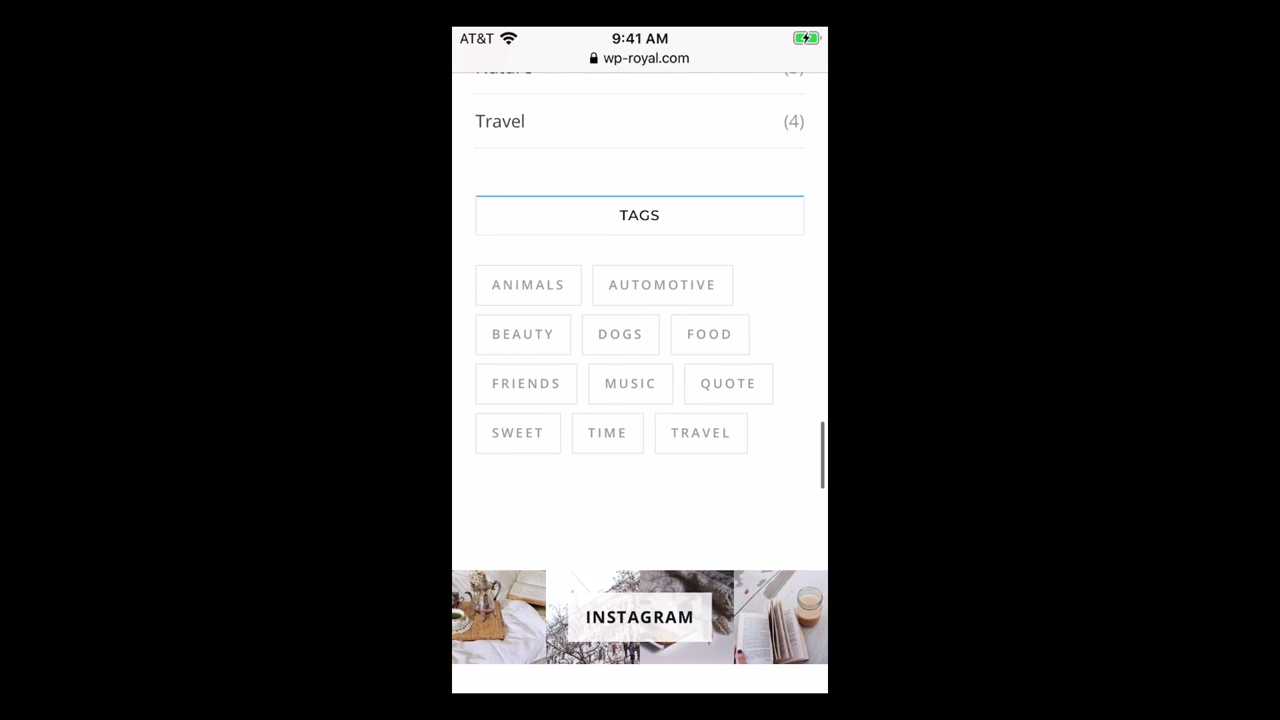 AT&T 9:41 AM
wp-royal.com
Travel (4)
TAGS
ANIMALS AUTOMOTIVE
BEAUTY DOGS FOOD
FRIENDS MUSIC QUOTE
SWEET TIME TRAVEL
INSTAGRAM